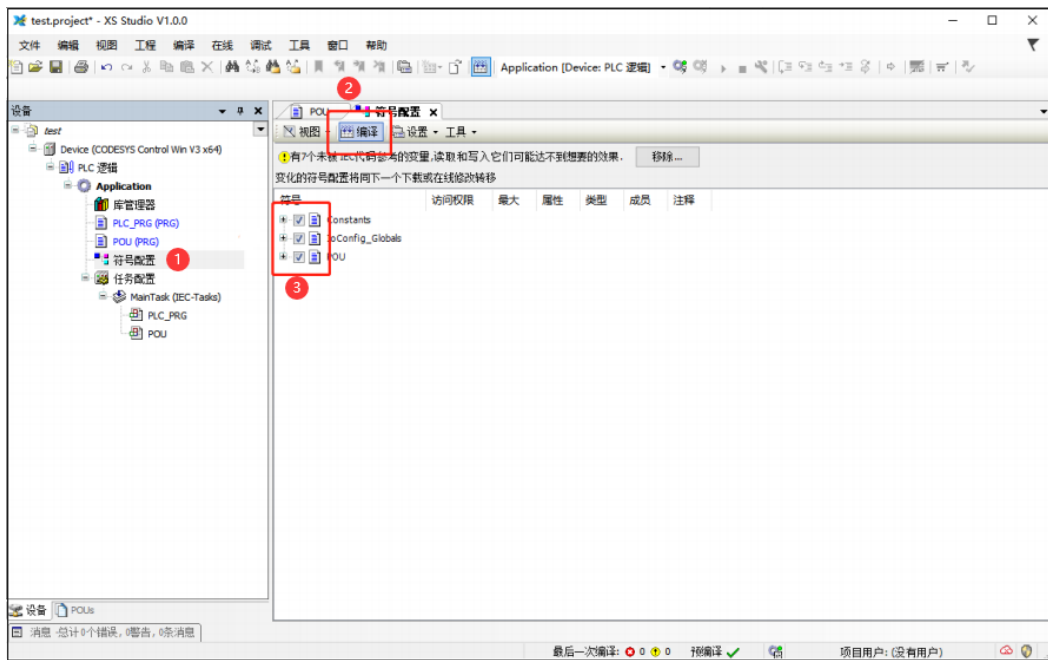 test.project* - XS Studio V1.0.0
文件 编辑 视图 工程 编译 在线 调试 工具 窗口 帮助
Application [Device: PLC 逻辑]
2
设备
POU 符号配置
test
视图 编译 设置 工具
Device (CODESYS Control Win V3 x64)
有7个未被IEC代码参考的变量,读取和写入它们可能达不到想要的效果. 移除...
PLC 逻辑
变化的符号配置将同下一个下载或在线修改转移
Application
符号 访问权限 最大 属性 类型 成员 注释
库管理器
Constants
PLC_PRG (PRG)
IoConfig_Globals
POU (PRG)
POU
符号配置 1
3
任务配置
MainTask (IEC-Tasks)
PLC_PRG
POU
设备 POUs
消息 -总计0个错误, 0警告, 0条消息
最后一次编译: 0 0 预编译 项目用户: (没有用户)